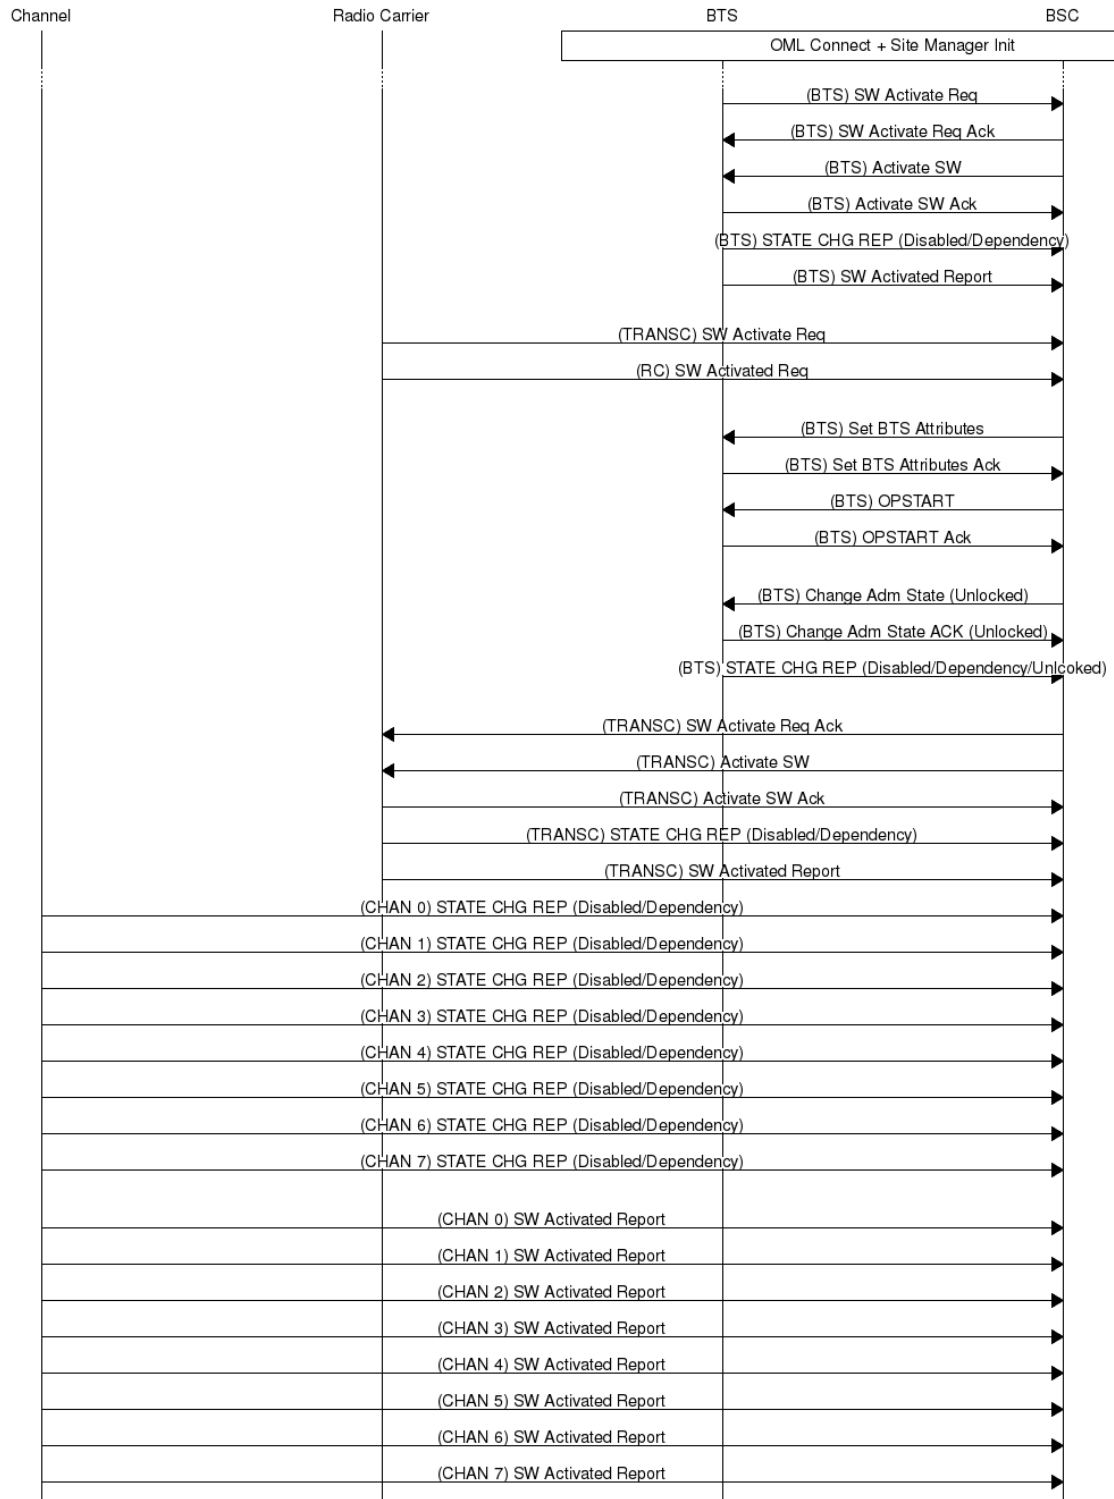 Channel Radio Carrier BTS BSC
OML Connect + Site Manager Init
(BTS) SW Activate Req
(BTS) SW Activate Req Ack
(BTS) Activate SW
(BTS) Activate SW Ack
(BTS) STATE CHG REP (Disabled/Dependency)
(BTS) SW Activated Report
(TRANSC) SW Activate Req
(RC) SW Activated Req
(BTS) Set BTS Attributes
(BTS) Set BTS Attributes Ack
(BTS) OPSTART
(BTS) OPSTART Ack
(BTS) Change Adm State (Unlocked)
(BTS) Change Adm State ACK (Unlocked)
(BTS) STATE CHG REP (Disabled/Dependency/Unlcoked)
(TRANSC) SW Activate Req Ack
(TRANSC) Activate SW
(TRANSC) Activate SW Ack
(TRANSC) STATE CHG REP (Disabled/Dependency)
(TRANSC) SW Activated Report
(CHAN 0) STATE CHG REP (Disabled/Dependency)
(CHAN 1) STATE CHG REP (Disabled/Dependency)
(CHAN 2) STATE CHG REP (Disabled/Dependency)
(CHAN 3) STATE CHG REP (Disabled/Dependency)
(CHAN 4) STATE CHG REP (Disabled/Dependency)
(CHAN 5) STATE CHG REP (Disabled/Dependency)
(CHAN 6) STATE CHG REP (Disabled/Dependency)
(CHAN 7) STATE CHG REP (Disabled/Dependency)
(CHAN 0) SW Activated Report
(CHAN 1) SW Activated Report
(CHAN 2) SW Activated Report
(CHAN 3) SW Activated Report
(CHAN 4) SW Activated Report
(CHAN 5) SW Activated Report
(CHAN 6) SW Activated Report
(CHAN 7) SW Activated Report